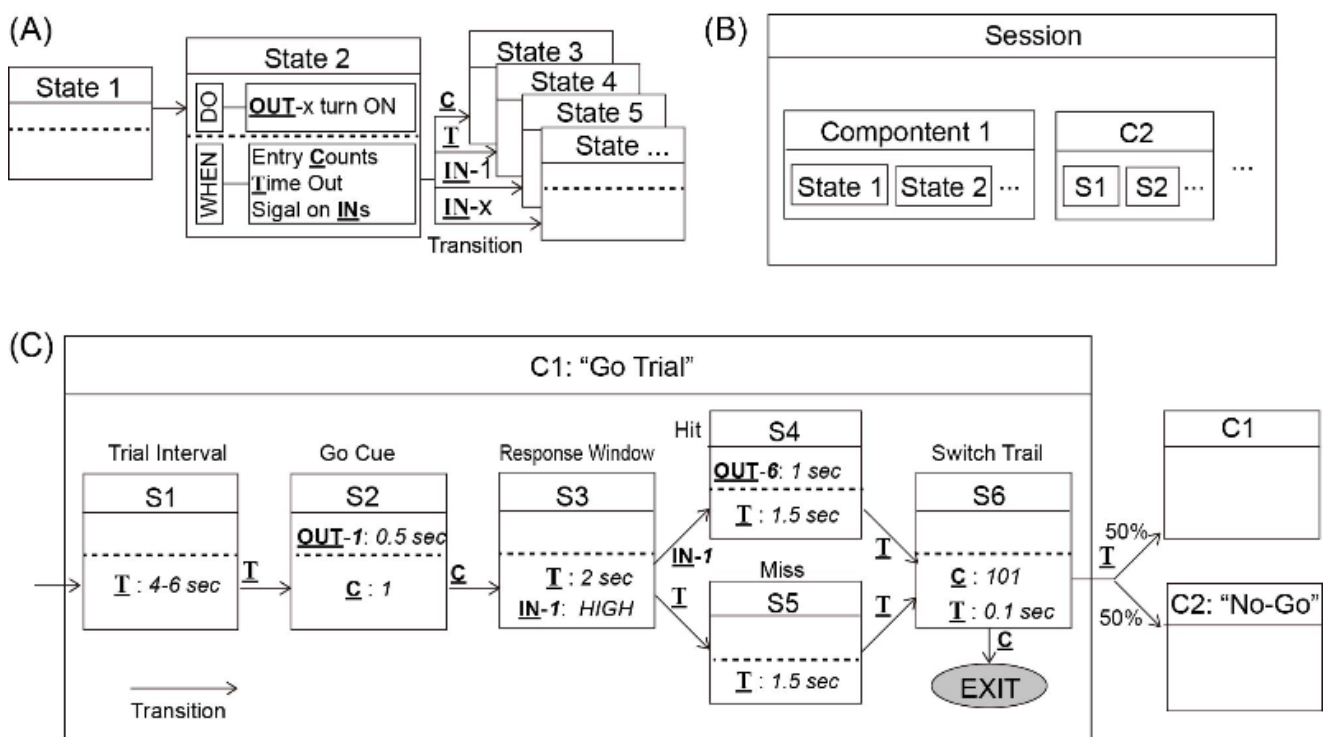 (A)
State 1
State 2
DO
OUT-x turn ON
WHEN
Entry Counts
Time Out
Sigal on INs
C
T
IN-1
IN-x
Transition
State 3
State 4
State 5
State ...
(B)
Session
Compontent 1
State 1
State 2
...
C2
S1
S2
...
...
(C)
C1: “Go Trial”
Trial Interval
S1
T : 4-6 sec
T
Go Cue
S2
OUT-1: 0.5 sec
C : 1
C
Response Window
S3
T : 2 sec
IN-1: HIGH
IN-1
T
Hit
S4
OUT-6: 1 sec
T : 1.5 sec
T
Miss
S5
T : 1.5 sec
T
Switch Trail
S6
C : 101
T : 0.1 sec
C
EXIT
T
50%
50%
C1
C2: “No-Go”
Transition